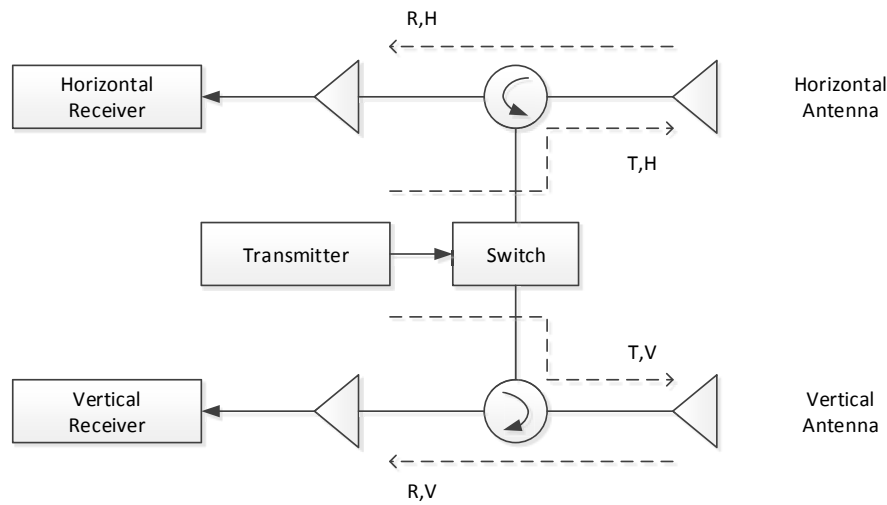 R,H
Horizontal
Receiver
Horizontal
Antenna
T,H
Transmitter
Switch
T,V
Vertical
Receiver
Vertical
Antenna
R,V